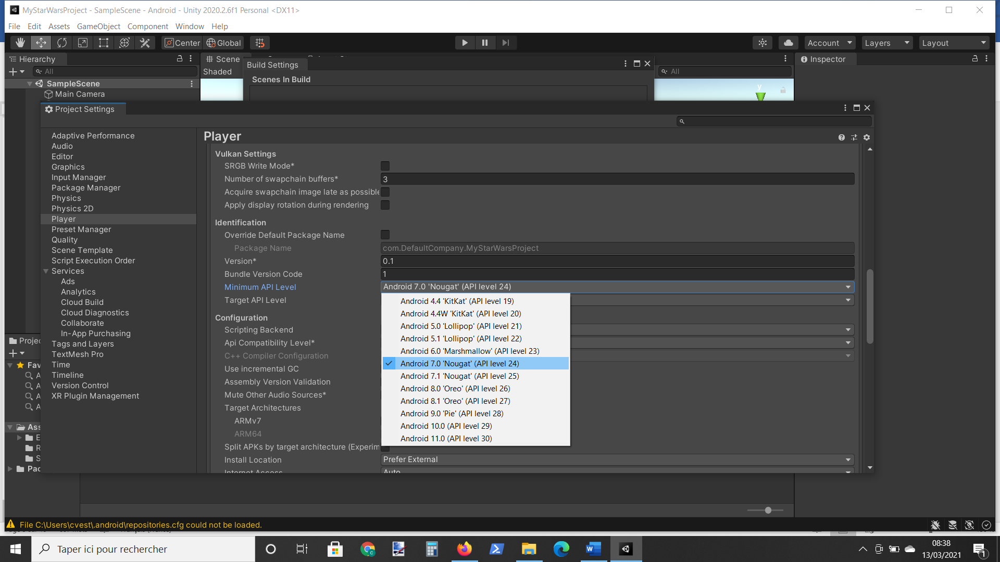 MyStarWarsProject - SampleScene - Android - Unity 2020.2.6f1 Personal <DX11>
File Edit Assets GameObject Component Window Help
Center Global Account Layers Layout
Hierarchy
Scene
Build Settings
Inspector
All
Shaded
All
Scenes In Build
SampleScene
Main Camera
y
Project Settings
Player
Adaptive Performance
Audio
Editor
Graphics
Input Manager
Package Manager
Physics
Physics 2D
Player
Preset Manager
Quality
Scene Template
Script Execution Order
Services
Ads
Analytics
Cloud Build
Cloud Diagnostics
Collaborate
In-App Purchasing
Tags and Layers
TextMesh Pro
Time
Timeline
Version Control
XR Plugin Management
Vulkan Settings
SRGB Write Mode*
Number of swapchain buffers* 3
Acquire swapchain image late as possible
Apply display rotation during rendering
Identification
Override Default Package Name
Package Name com.DefaultCompany.MyStarWarsProject
Version* 0.1
Bundle Version Code 1
Minimum API Level Android 7.0 'Nougat' (API level 24)
Target API Level
Android 4.4 'KitKat' (API level 19)
Android 4.4W 'KitKat' (API level 20)
Android 5.0 'Lollipop' (API level 21)
Android 5.1 'Lollipop' (API level 22)
Android 6.0 'Marshmallow' (API level 23)
Android 7.0 'Nougat' (API level 24)
Android 7.1 'Nougat' (API level 25)
Android 8.0 'Oreo' (API level 26)
Android 8.1 'Oreo' (API level 27)
Android 9.0 'Pie' (API level 28)
Android 10.0 (API level 29)
Android 11.0 (API level 30)
Configuration
Scripting Backend
Api Compatibility Level*
C++ Compiler Configuration
Use incremental GC
Assembly Version Validation
Mute Other Audio Sources*
Target Architectures
ARMv7
ARM64
Split APKs by target architecture (Experim
Install Location Prefer External
Internet Access Auto
Projec
Fav
A
A
A
A
Ass
E
R
S
Pac
File C:\Users\cvest\.android\repositories.cfg could not be loaded.
Taper ici pour rechercher
08:38
13/03/2021
1